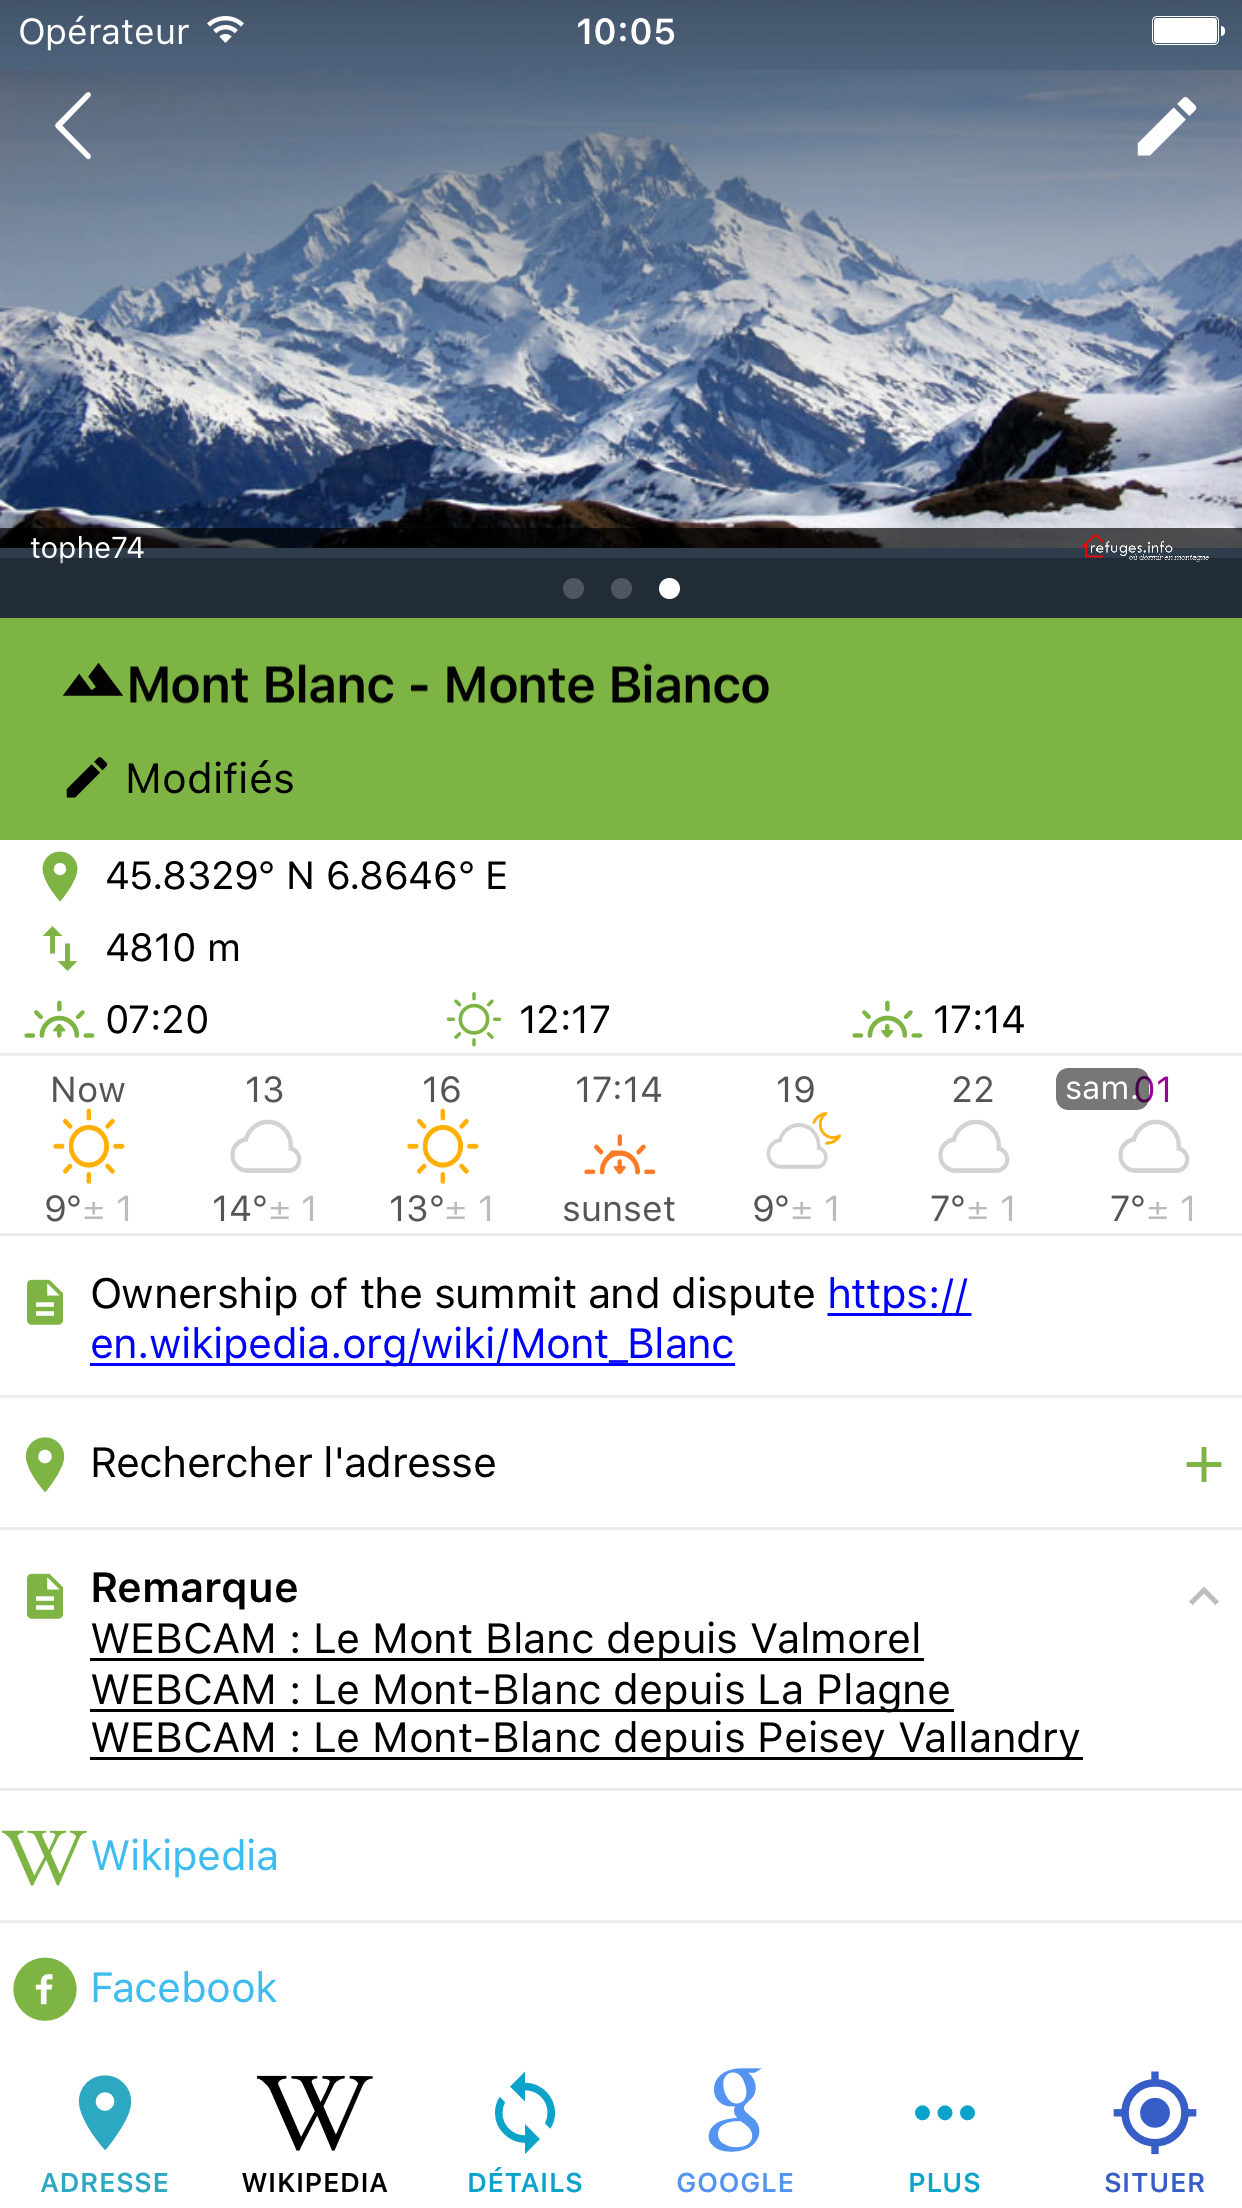 Opérateur 10:05
tophe74 refuges.info
où dormir en montagne
Mont Blanc - Monte Bianco
Modifiés
45.8329° N 6.8646° E
4810 m
07:20 12:17 17:14
Now 13 16 17:14 19 22 sam. 01
9°± 1 14°± 1 13°± 1 sunset 9°± 1 7°± 1 7°± 1
Ownership of the summit and dispute https://
en.wikipedia.org/wiki/Mont_Blanc
Rechercher l'adresse
Remarque
WEBCAM : Le Mont Blanc depuis Valmorel
WEBCAM : Le Mont-Blanc depuis La Plagne
WEBCAM : Le Mont-Blanc depuis Peisey Vallandry
Wikipedia
Facebook
ADRESSE WIKIPEDIA DÉTAILS GOOGLE PLUS SITUER